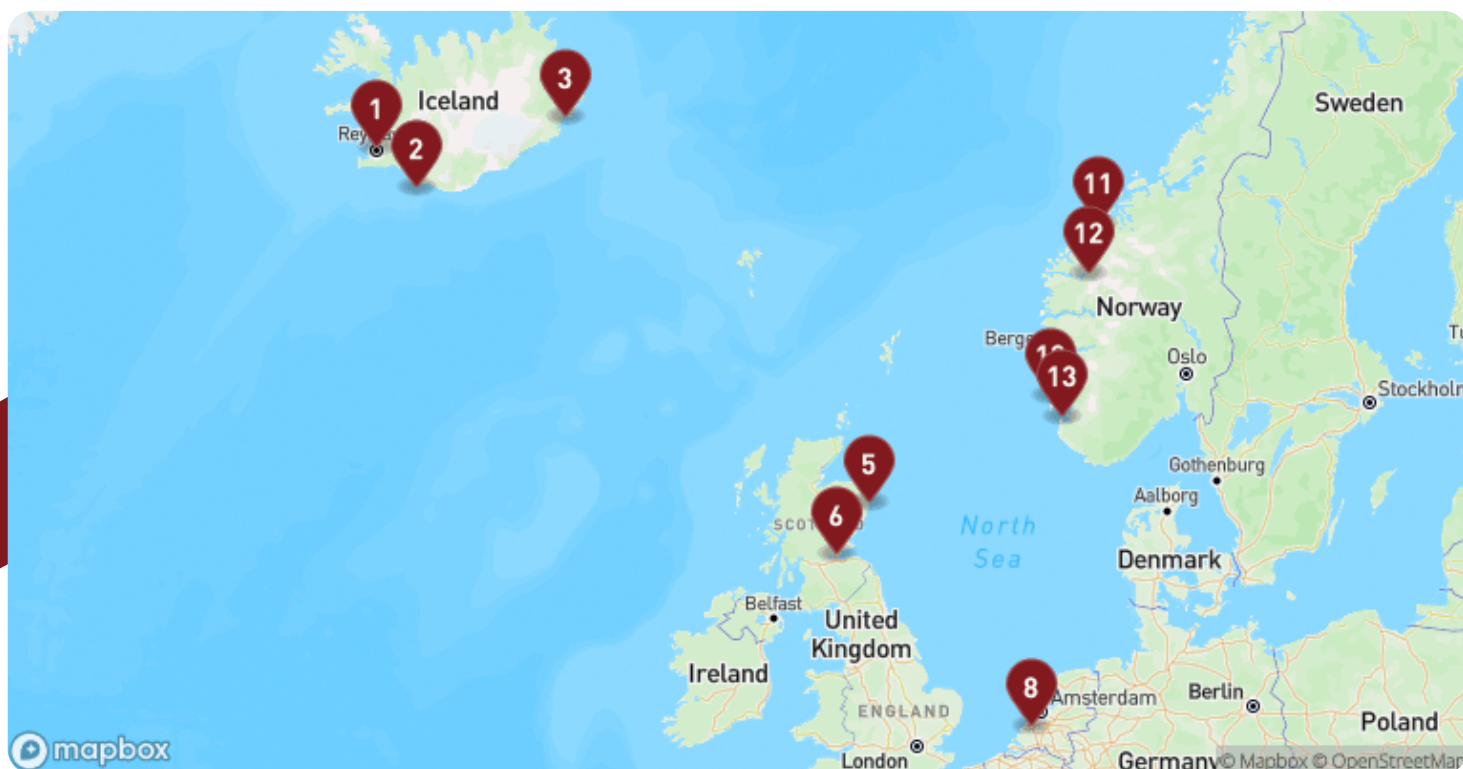 Iceland
3
1
2
Sweden
11
12
Norway
Oslo
13
Stockholm
5
6
Gothenburg
Aalborg
North
Sea
Denmark
Belfast
United
Kingdom
Ireland
8
Amsterdam
ENGLAND
Berlin
Poland
London
Germany
mapbox
© Mapbox © OpenStreetMap